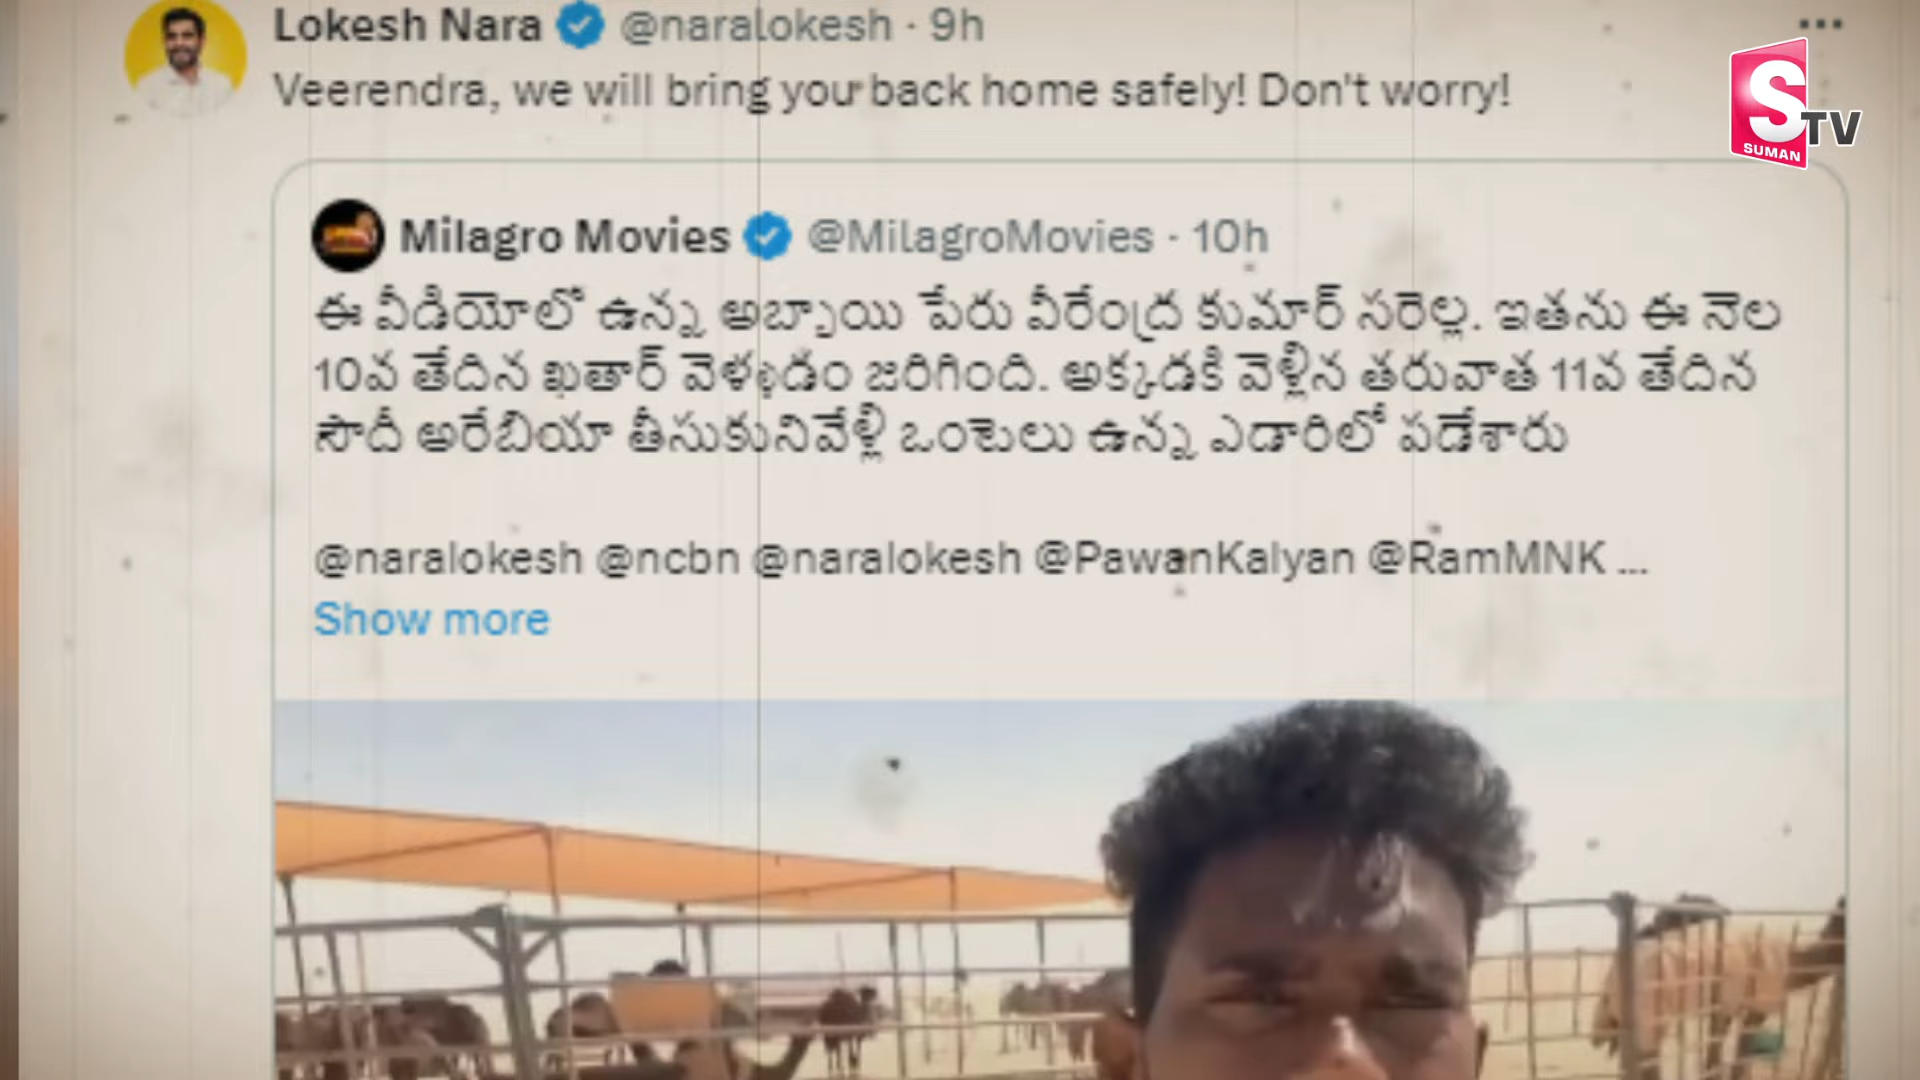 Lokesh Nara @naralokesh · 9h
Veerendra, we will bring you back home safely! Don't worry!
S TV
SUMAN
Milagro Movies @MilagroMovies · 10h
ఈ వీడియోలో ఉన్న అబ్బాయి పేరు వీరేంద్ర కుమార్ సరెల్ల. ఇతను ఈ నెల
10వ తేదిన ఖతార్ వెళ్ళడం జరిగింది. అక్కడకి వెళ్లిన తరువాత 11వ తేదిన
సౌదీ అరేబియా తీసుకునివేళ్లి ఒంటెలు ఉన్న ఎడారిలో పడేశారు
@naralokesh @ncbn @naralokesh @PawanKalyan @RamMNK ...
Show more